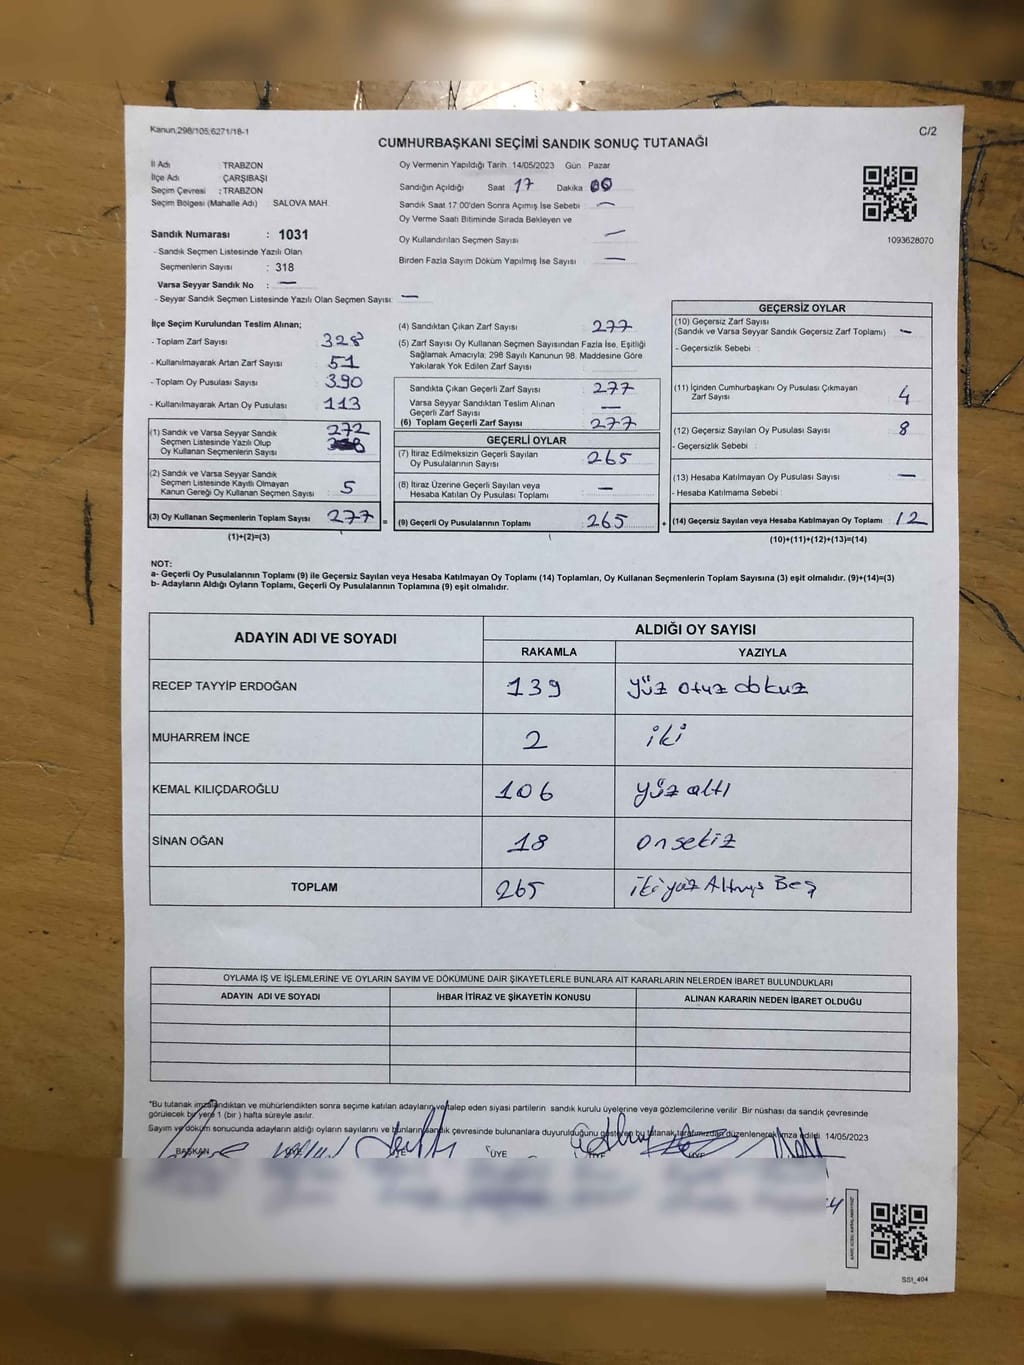 Kanun,298/105;6271/18-1
C/2
CUMHURBAŞKANI SEÇİMİ SANDIK SONUÇ TUTANAĞI
İl Adı : TRABZON
İlçe Adı : ÇARŞIBAŞI
Seçim Çevresi : TRABZON
Seçim Bölgesi (Mahalle Adı) SALOVA MAH.
Sandık Numarası : 1031
- Sandık Seçmen Listesinde Yazılı Olan
Seçmenlerin Sayısı : 318
Varsa Seyyar Sandık No : —
- Seyyar Sandık Seçmen Listesinde Yazılı Olan Seçmen Sayısı: —
Oy Vermenin Yapıldığı Tarih 14/05/2023 Gün Pazar
Sandığın Açıldığı Saat 17 Dakika 00
Sandık Saat 17:00'den Sonra Açımış İse Sebebi —
Oy Verme Saati Bitiminde Sırada Bekleyen ve
Oy Kullandırılan Seçmen Sayısı —
Birden Fazla Sayım Döküm Yapılmış İse Sayısı —
1093628070
İlçe Seçim Kurulundan Teslim Alınan;
- Toplam Zarf Sayısı 328
- Kullanılmayarak Artan Zarf Sayısı 51
- Toplam Oy Pusulası Sayısı 390
- Kullanılmayarak Artan Oy Pusulası 113
(1) Sandık ve Varsa Seyyar Sandık 272
Seçmen Listesinde Yazılı Olup
Oy Kullanan Seçmenlerin Sayısı
(2) Sandık ve Varsa Seyyar Sandık
Seçmen Listesinde Kayıtlı Olmayan
Kanun Gereği Oy Kullanan Seçmen Sayısı 5
(3) Oy Kullanan Seçmenlerin Toplam Sayısı 277 =
(1)+(2)=(3)
(4) Sandıktan Çıkan Zarf Sayısı 277
(5) Zarf Sayısı Oy Kullanan Seçmen Sayısından Fazla İse, Eşitliği
Sağlamak Amacıyla; 298 Sayılı Kanunun 98. Maddesine Göre
Yakılarak Yok Edilen Zarf Sayısı
Sandıkta Çıkan Geçerli Zarf Sayısı 277
Varsa Seyyar Sandıktan Teslim Alınan
Geçerli Zarf Sayısı —
(6) Toplam Geçerli Zarf Sayısı 277
GEÇERLİ OYLAR
(7) İtiraz Edilmeksizin Geçerli Sayılan
Oy Pusulalarının Sayısı 265
(8) İtiraz Üzerine Geçerli Sayılan veya
Hesaba Katılan Oy Pusulası Toplamı —
(9) Geçerli Oy Pusulalarının Toplamı 265 +
GEÇERSİZ OYLAR
(10) Geçersiz Zarf Sayısı
(Sandık ve Varsa Seyyar Sandık Geçersiz Zarf Toplamı) —
- Geçersizlik Sebebi :
(11) İçinden Cumhurbaşkanı Oy Pusulası Çıkmayan
Zarf Sayısı 4
(12) Geçersiz Sayılan Oy Pusulası Sayısı 8
- Geçersizlik Sebebi :
(13) Hesaba Katılmayan Oy Pusulası Sayısı —
- Hesaba Katılmama Sebebi :
(14) Geçersiz Sayılan veya Hesaba Katılmayan Oy Toplamı 12
(10)+(11)+(12)+(13)=(14)
NOT:
a- Geçerli Oy Pusulalarının Toplamı (9) ile Geçersiz Sayılan veya Hesaba Katılmayan Oy Toplamı (14) Toplamları, Oy Kullanan Seçmenlerin Toplam Sayısına (3) eşit olmalıdır. (9)+(14)=(3)
b- Adayların Aldığı Oyların Toplamı, Geçerli Oy Pusulalarının Toplamına (9) eşit olmalıdır.
ADAYIN ADI VE SOYADI ALDIĞI OY SAYISI
RAKAMLA YAZIYLA
RECEP TAYYİP ERDOĞAN 139 yüz otuz dokuz
MUHARREM İNCE 2 iki
KEMAL KILIÇDAROĞLU 106 yüz altı
SİNAN OĞAN 18 on sekiz
TOPLAM 265 iki yüz Altmış Beş
OYLAMA İŞ VE İŞLEMLERİNE VE OYLARIN SAYIM VE DÖKÜMÜNE DAİR ŞİKAYETLERLE BUNLARA AİT KARARLARIN NELERDEN İBARET BULUNDUKLARI
ADAYIN ADI VE SOYADI İHBAR İTİRAZ VE ŞİKAYETİN KONUSU ALINAN KARARIN NEDEN İBARET OLDUĞU
"Bu tutanak imzalandıktan ve mühürlendikten sonra seçime katılan adayların ve talep eden siyasi partilerin sandık kurulu üyelerine veya gözlemcilerine verilir. Bir nüshası da sandık çevresinde
görülecek bir yere 1 (bir) hafta süreyle asılır.
Sayım ve döküm sonucunda adayların aldığı oyların sayılarını ve bunların sandık çevresinde bulunanlara duyurulduğunu gösteren bu tutanak tarafımızdan düzenlenerek imza edildi. 14/05/2023
BAŞKAN ÜYE ÜYE ÜYE ÜYE ÜYE
SSt_404